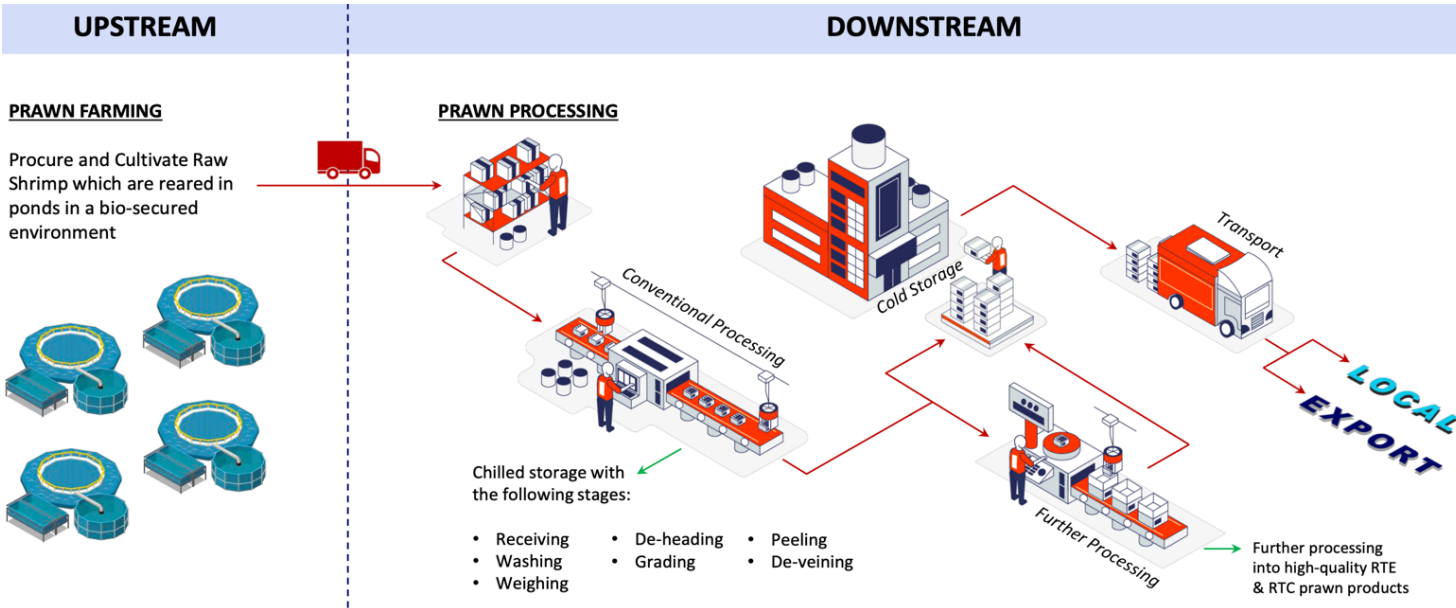 UPSTREAM
DOWNSTREAM
PRAWN FARMING
Procure and Cultivate Raw
Shrimp which are reared in
ponds in a bio-secured
environment
PRAWN PROCESSING
Conventional Processing
Chilled storage with
the following stages:
• Receiving
• Washing
• Weighing
• De-heading
• Grading
• Peeling
• De-veining
Cold Storage
Further Processing
Further processing
into high-quality RTE
& RTC prawn products
Transport
LOCAL
EXPORT